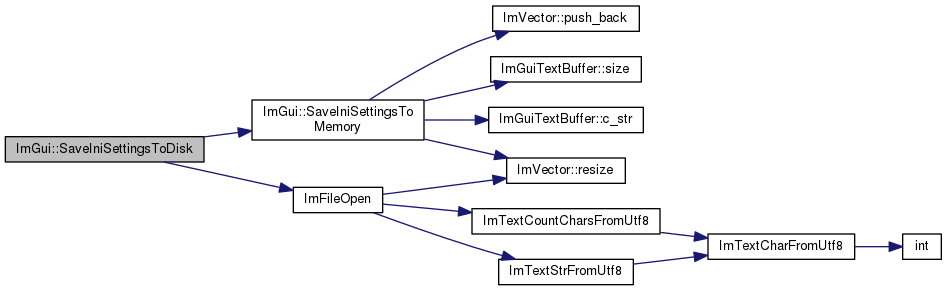 ImGui::SaveIniSettingsToDisk
ImGui::SaveIniSettingsTo
Memory
ImVector::push_back
ImGuiTextBuffer::size
ImGuiTextBuffer::c_str
ImVector::resize
ImFileOpen
ImTextCountCharsFromUtf8
ImTextStrFromUtf8
ImTextCharFromUtf8
int